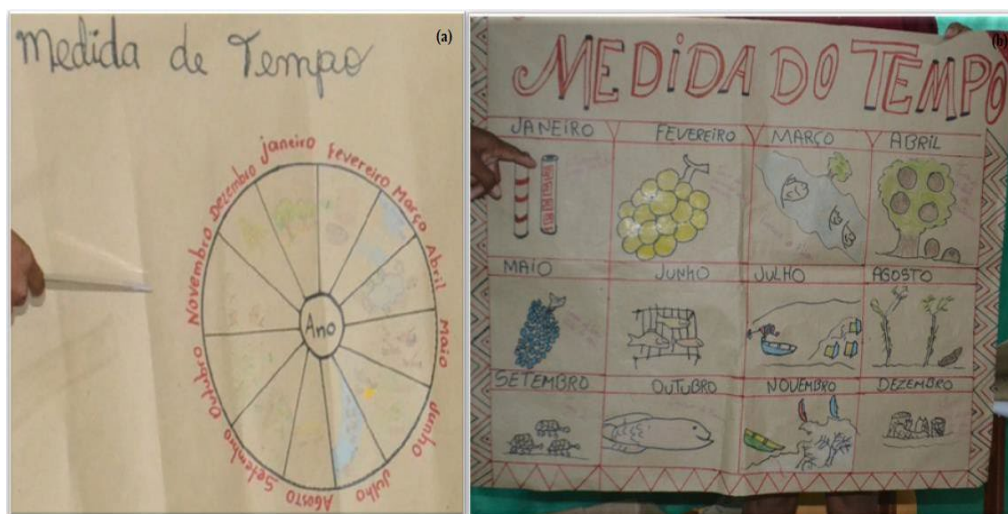 (a)
Medida de Tempo
Janeiro
Fevereiro
Março
Abril
Maio
Junho
Julho
Agosto
Setembro
Outubro
Novembro
Dezembro
Ano
(b)
MEDIDA DO TEMPO
JANEIRO FEVEREIRO MARÇO ABRIL
MAIO JUNHO JULHO AGOSTO
SETEMBRO OUTUBRO NOVEMBRO DEZEMBRO